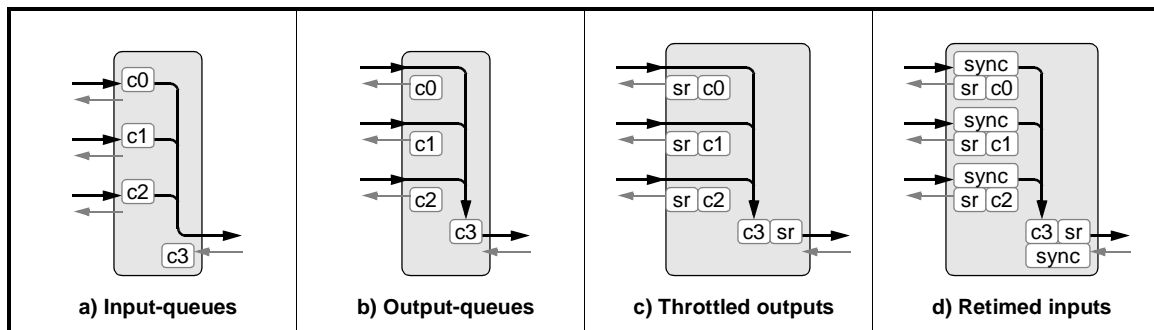 c0
c1
c2
c3
a) Input-queues
c0
c1
c2
c3
b) Output-queues
sr c0
sr c1
sr c2
c3 sr
c) Throttled outputs
sync
sr c0
sync
sr c1
sync
sr c2
c3 sr
sync
d) Retimed inputs